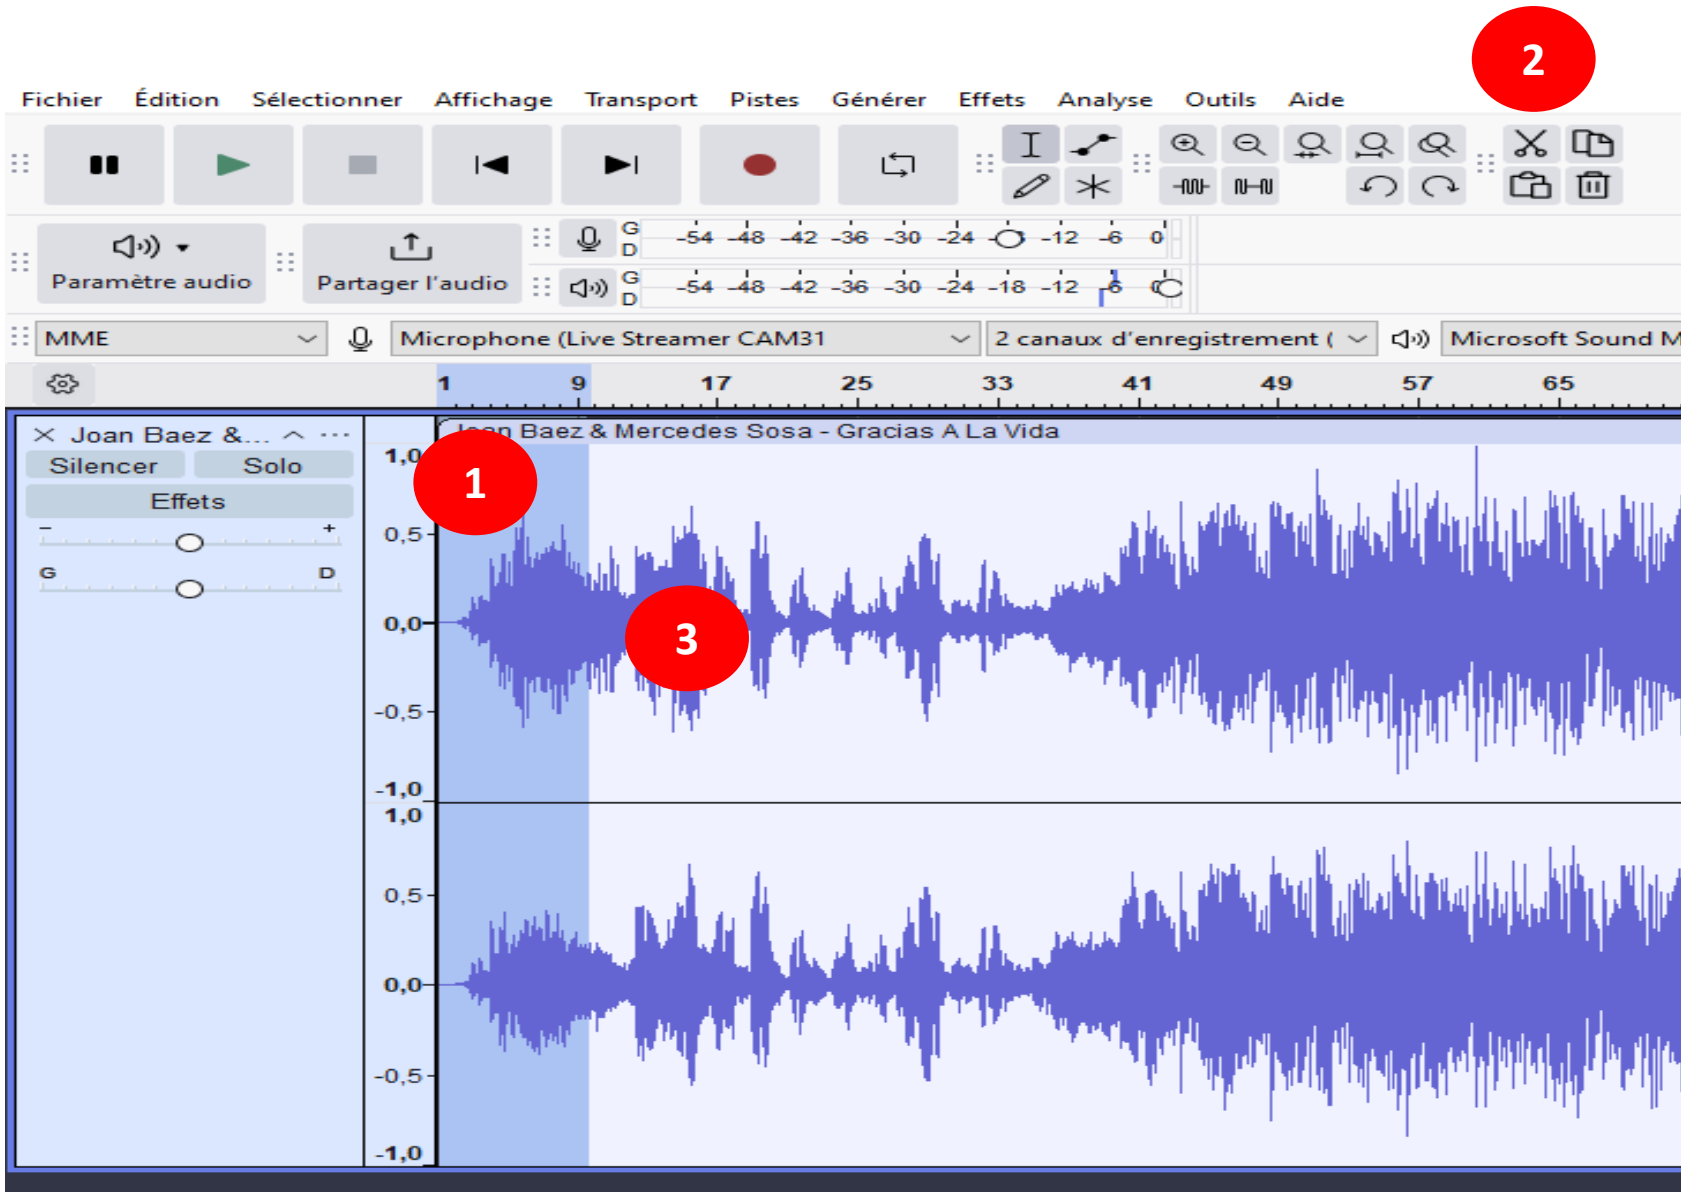 2
Fichier Édition Sélectionner Affichage Transport Pistes Générer Effets Analyse Outils Aide
G
D
-54 -48 -42 -36 -30 -24 -12 -6 0
Paramètre audio
Partager l'audio
G
D
-54 -48 -42 -36 -30 -24 -18 -12 -6
MME
Microphone (Live Streamer CAM31
2 canaux d'enregistrement (
Microsoft Sound M
1 9 17 25 33 41 49 57 65
× Joan Baez &... ...
Joan Baez & Mercedes Sosa - Gracias A La Vida
Silencer Solo
Effets
- +
G D
1,0
0,5
0,0
-0,5
-1,0
1
3
1,0
0,5
0,0
-0,5
-1,0